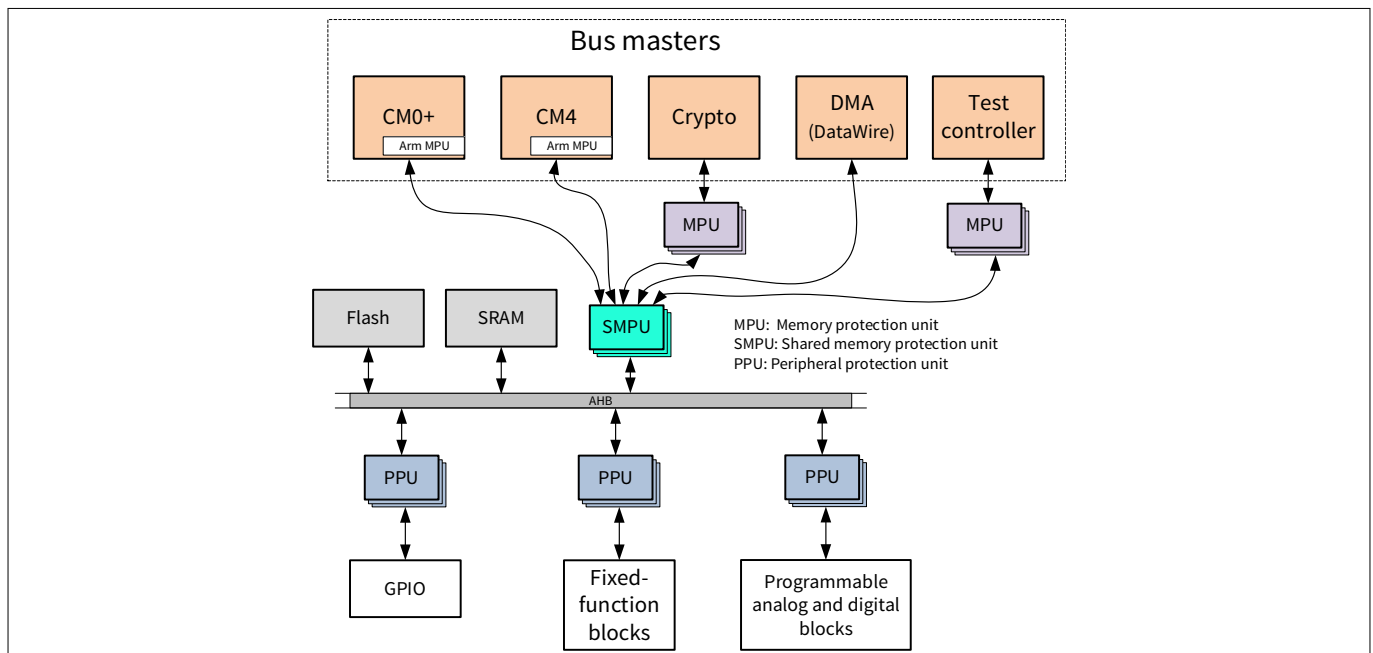 Bus masters
CM0+
Arm MPU
CM4
Arm MPU
Crypto
DMA
(DataWire)
Test
controller
MPU
MPU
Flash
SRAM
SMPU
MPU: Memory protection unit
SMPU: Shared memory protection unit
PPU: Peripheral protection unit
AHB
PPU
PPU
PPU
GPIO
Fixed-
function
blocks
Programmable
analog and digital
blocks